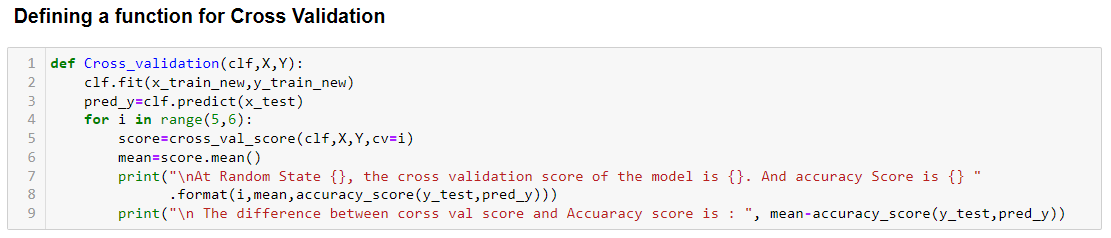 Defining a function for Cross Validation
1 def Cross_validation(clf,X,Y):
2     clf.fit(x_train_new,y_train_new)
3     pred_y=clf.predict(x_test)
4     for i in range(5,6):
5         score=cross_val_score(clf,X,Y,cv=i)
6         mean=score.mean()
7         print("\nAt Random State {}, the cross validation score of the model is {}. And accuracy Score is {} "
8               .format(i,mean,accuracy_score(y_test,pred_y)))
9         print("\n The difference between corss val score and Accuaracy score is : ", mean-accuracy_score(y_test,pred_y))